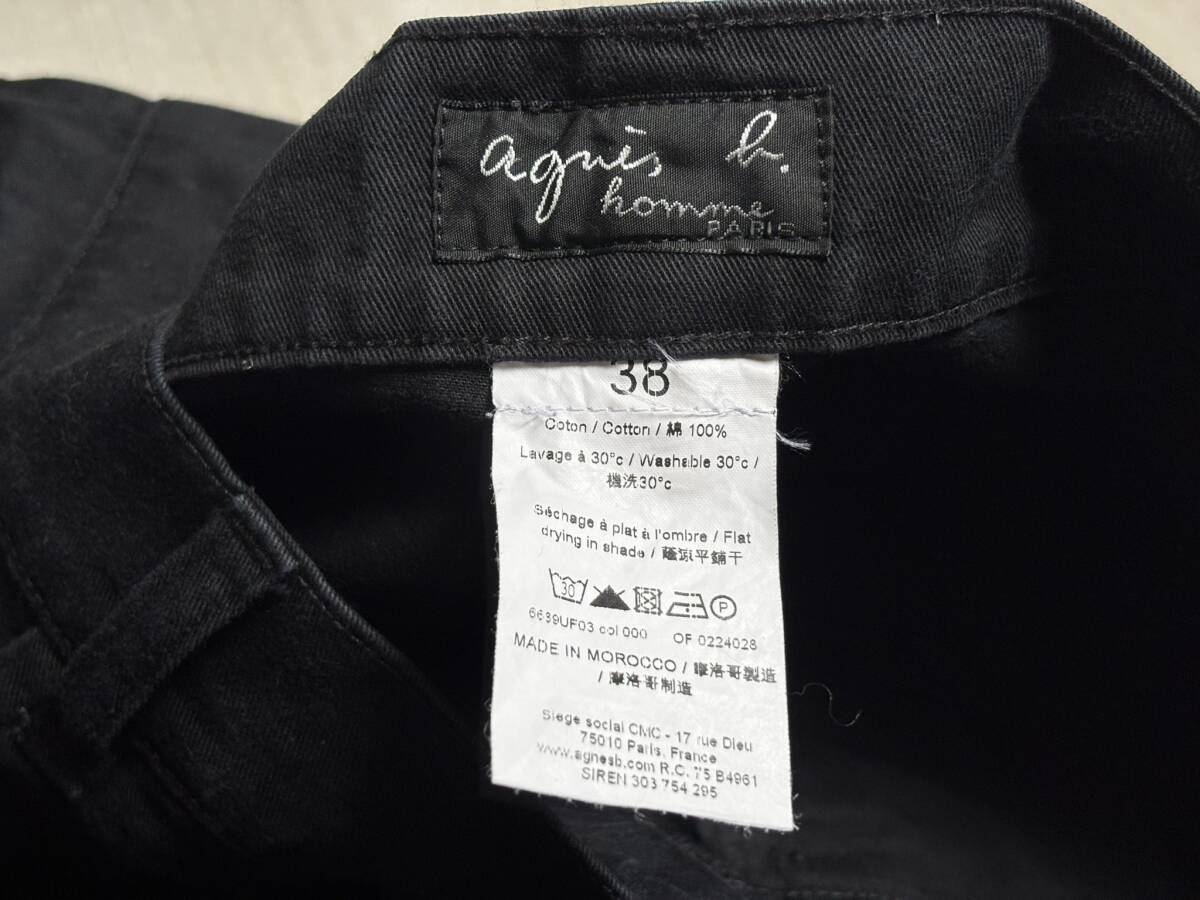 agnès b.
homme
PARIS
38
Coton / Cotton / 綿 100%
Lavage à 30°c / Washable 30°c /
機洗30°c
Séchage à plat à l'ombre / Flat
drying in shade / 蔭涼平鋪干
30 P
6639UF03 col 000 OF 0224028
MADE IN MOROCCO / 摩洛哥製造
/ 摩洛哥制造
Siege social CMC - 17 rue Dieu
75010 Paris, France
www.agnesb.com R.C. 75 B4961
SIREN 303 754 295